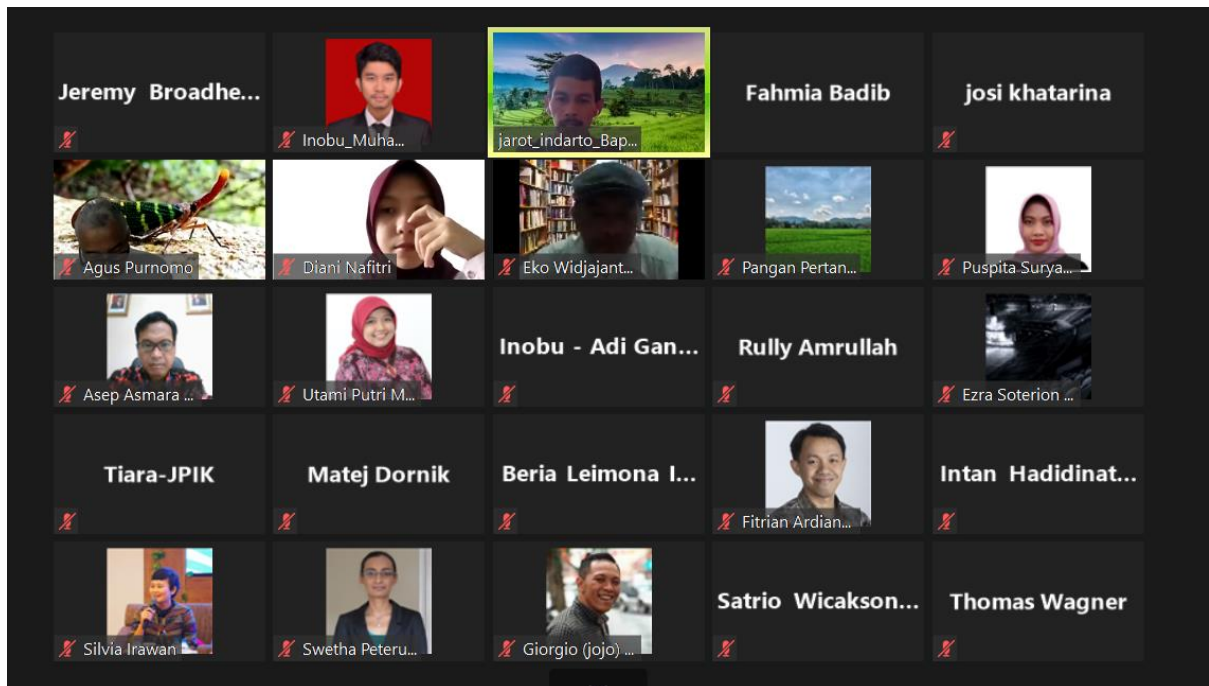 Jeremy Broadhe...
Inobu_Muha...
jarot_indarto_Bap...
Fahmia Badib
josi khatarina
Agus Purnomo
Diani Nafitri
Eko Widjajant...
Pangan Pertan...
Puspita Surya...
Asep Asmara ...
Utami Putri M...
Inobu - Adi Gan...
Rully Amrullah
Ezra Soterion ...
Tiara-JPIK
Matej Dornik
Beria Leimona I...
Fitrian Ardian...
Intan Hadidinat...
Silvia Irawan
Swetha Peteru...
Giorgio (jojo) ...
Satrio Wicakson...
Thomas Wagner